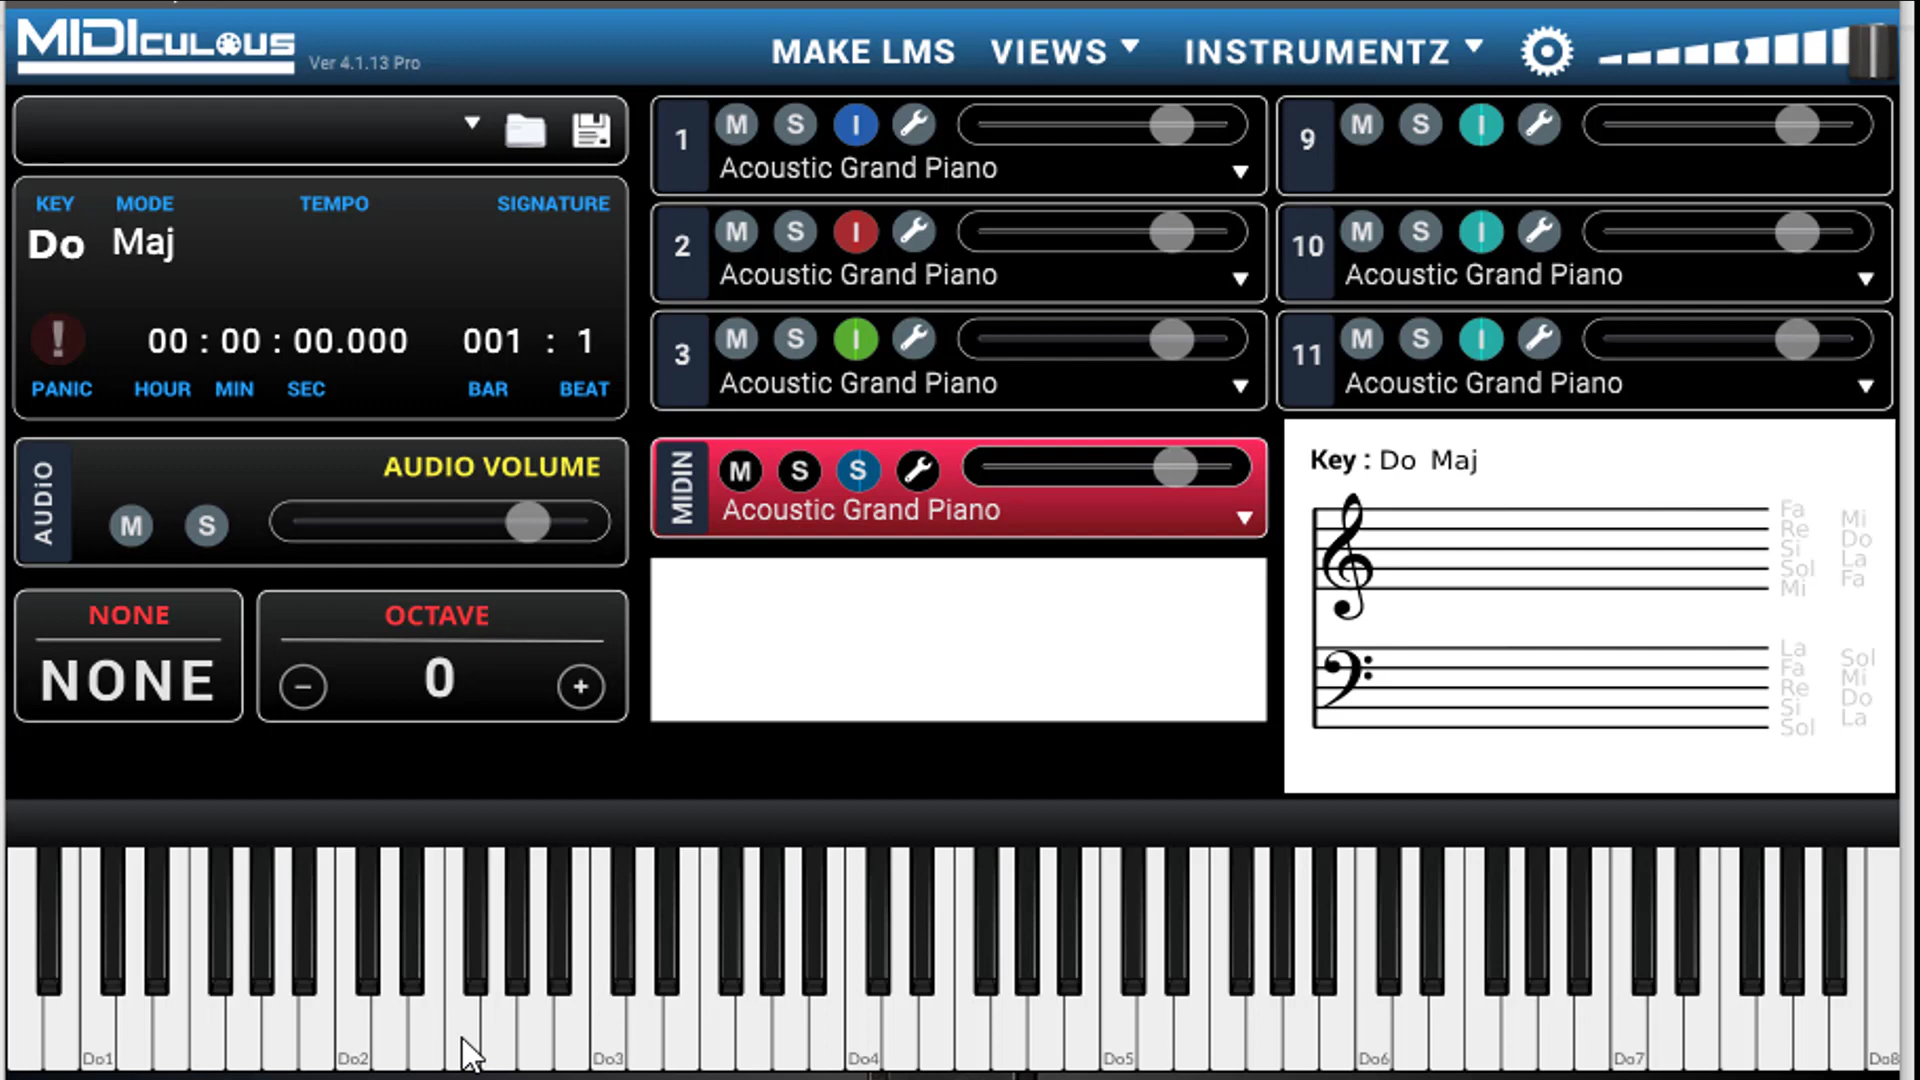 MIDIculous
Ver 4.1.13 Pro
MAKE LMS
VIEWS
INSTRUMENTZ
KEY
MODE
TEMPO
SIGNATURE
Do
Maj
!
00 : 00 : 00.000
001 : 1
PANIC
HOUR
MIN
SEC
BAR
BEAT
AUDiO
AUDIO VOLUME
M
S
NONE
NONE
OCTAVE
−
0
+
1
M
S
I
Acoustic Grand Piano
2
M
S
I
Acoustic Grand Piano
3
M
S
I
Acoustic Grand Piano
MIDIN
M
S
S
Acoustic Grand Piano
9
M
S
I
10
M
S
I
Acoustic Grand Piano
11
M
S
I
Acoustic Grand Piano
Key : Do Maj
Fa
Mi
Re
Do
Si
La
Sol
Fa
Mi
La
Sol
Fa
Mi
Re
Do
Si
La
Sol
Do1
Do2
Do3
Do4
Do5
Do6
Do7
Do8